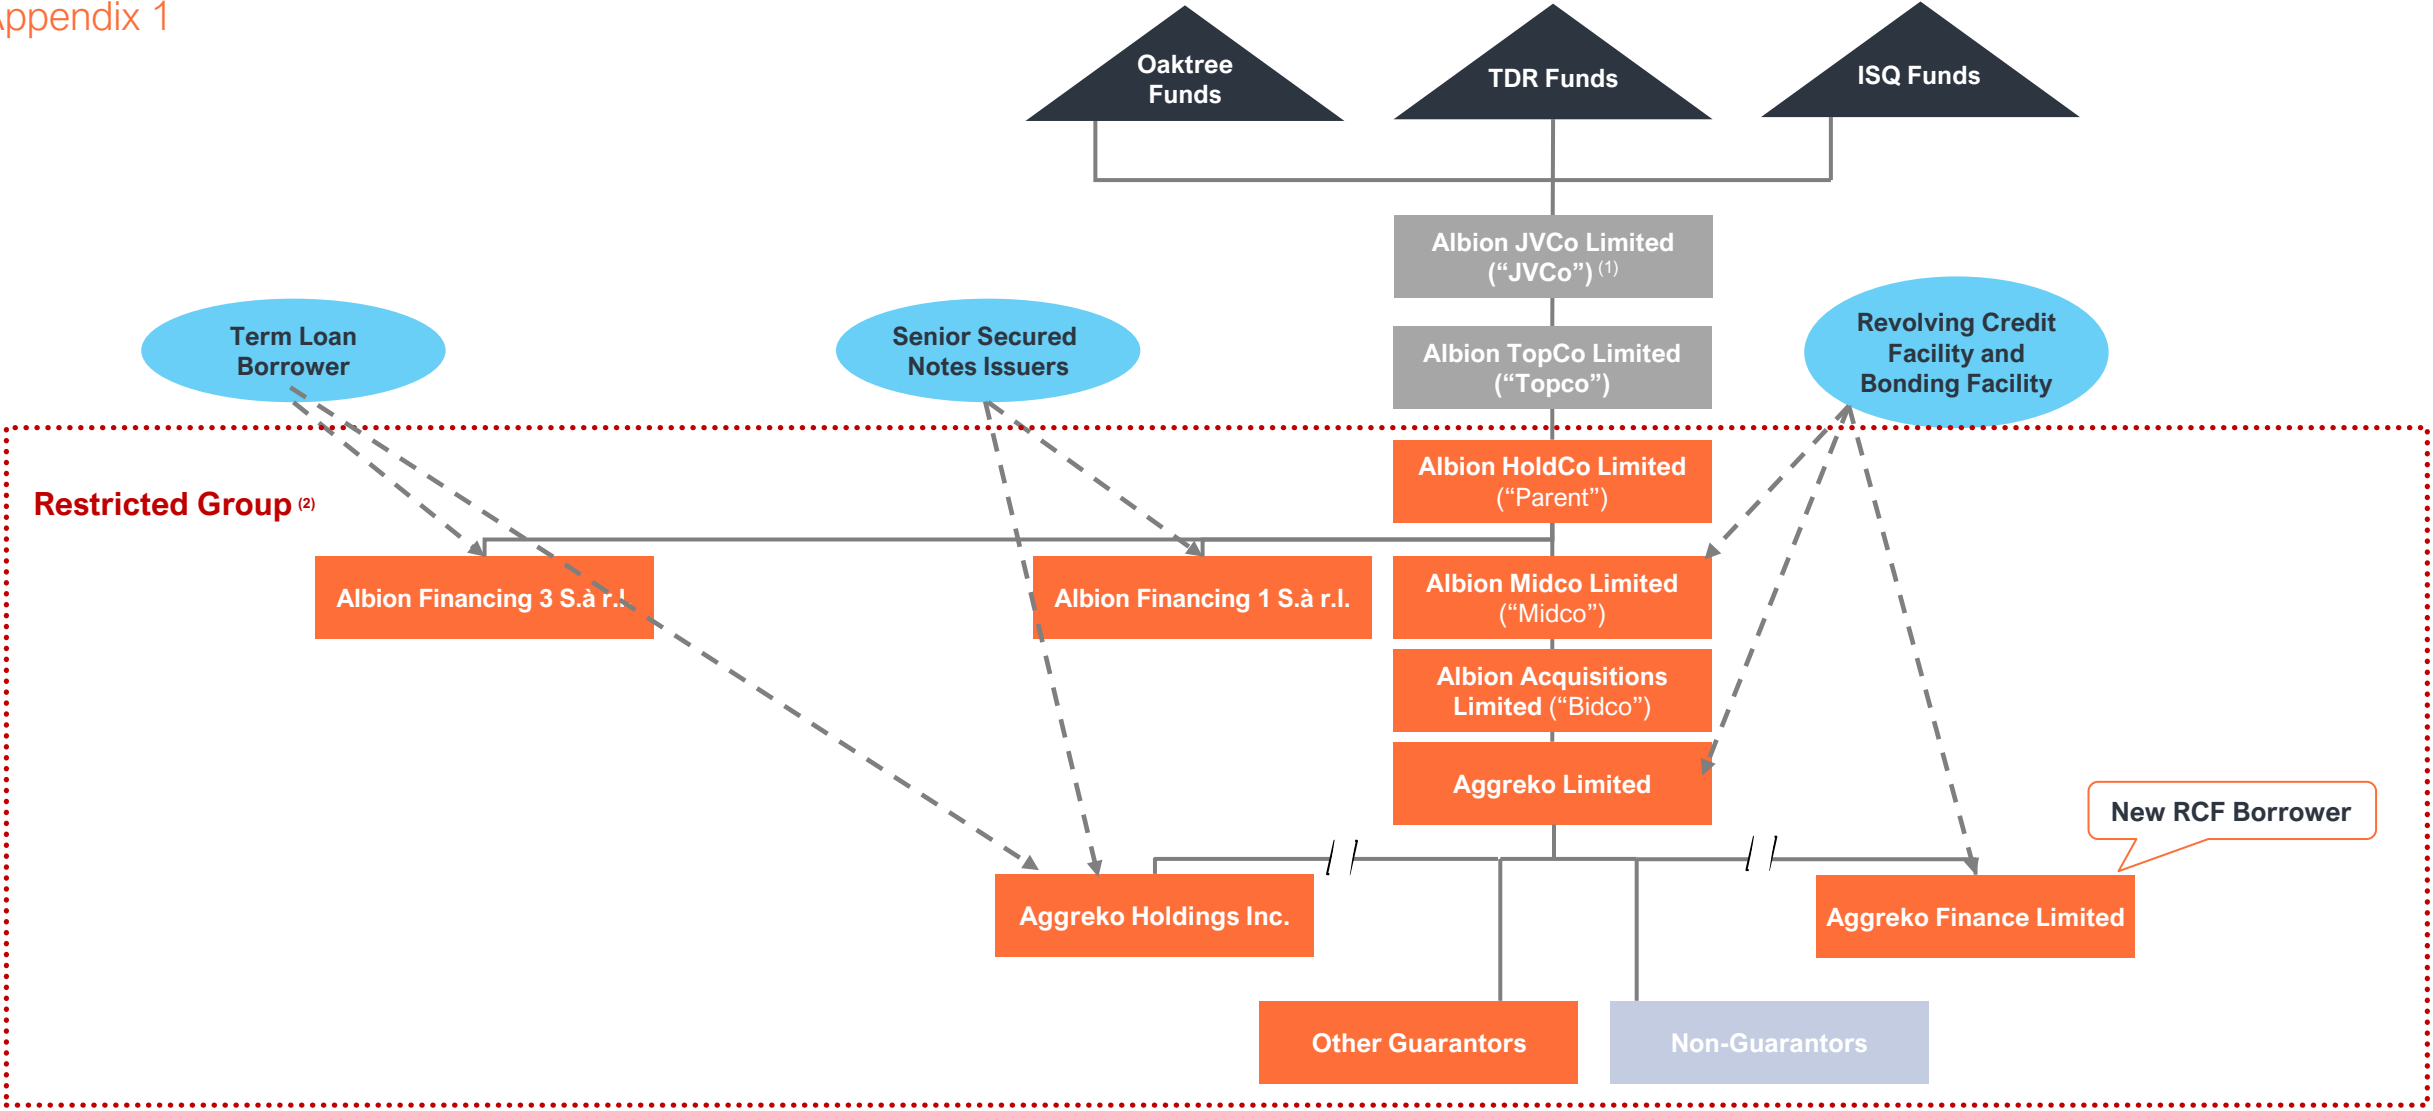 Appendix 1
Oaktree
Funds
TDR Funds
ISQ Funds
Albion JVCo Limited
(“JVCo”) (1)
Term Loan
Borrower
Senior Secured
Notes Issuers
Albion TopCo Limited
(“Topco”)
Revolving Credit
Facility and
Bonding Facility
Restricted Group (2)
Albion HoldCo Limited
(“Parent”)
Albion Financing 3 S.à r.l.
Albion Financing 1 S.à r.l.
Albion Midco Limited
(“Midco”)
Albion Acquisitions
Limited (“Bidco”)
Aggreko Limited
New RCF Borrower
Aggreko Holdings Inc.
Aggreko Finance Limited
Other Guarantors
Non-Guarantors